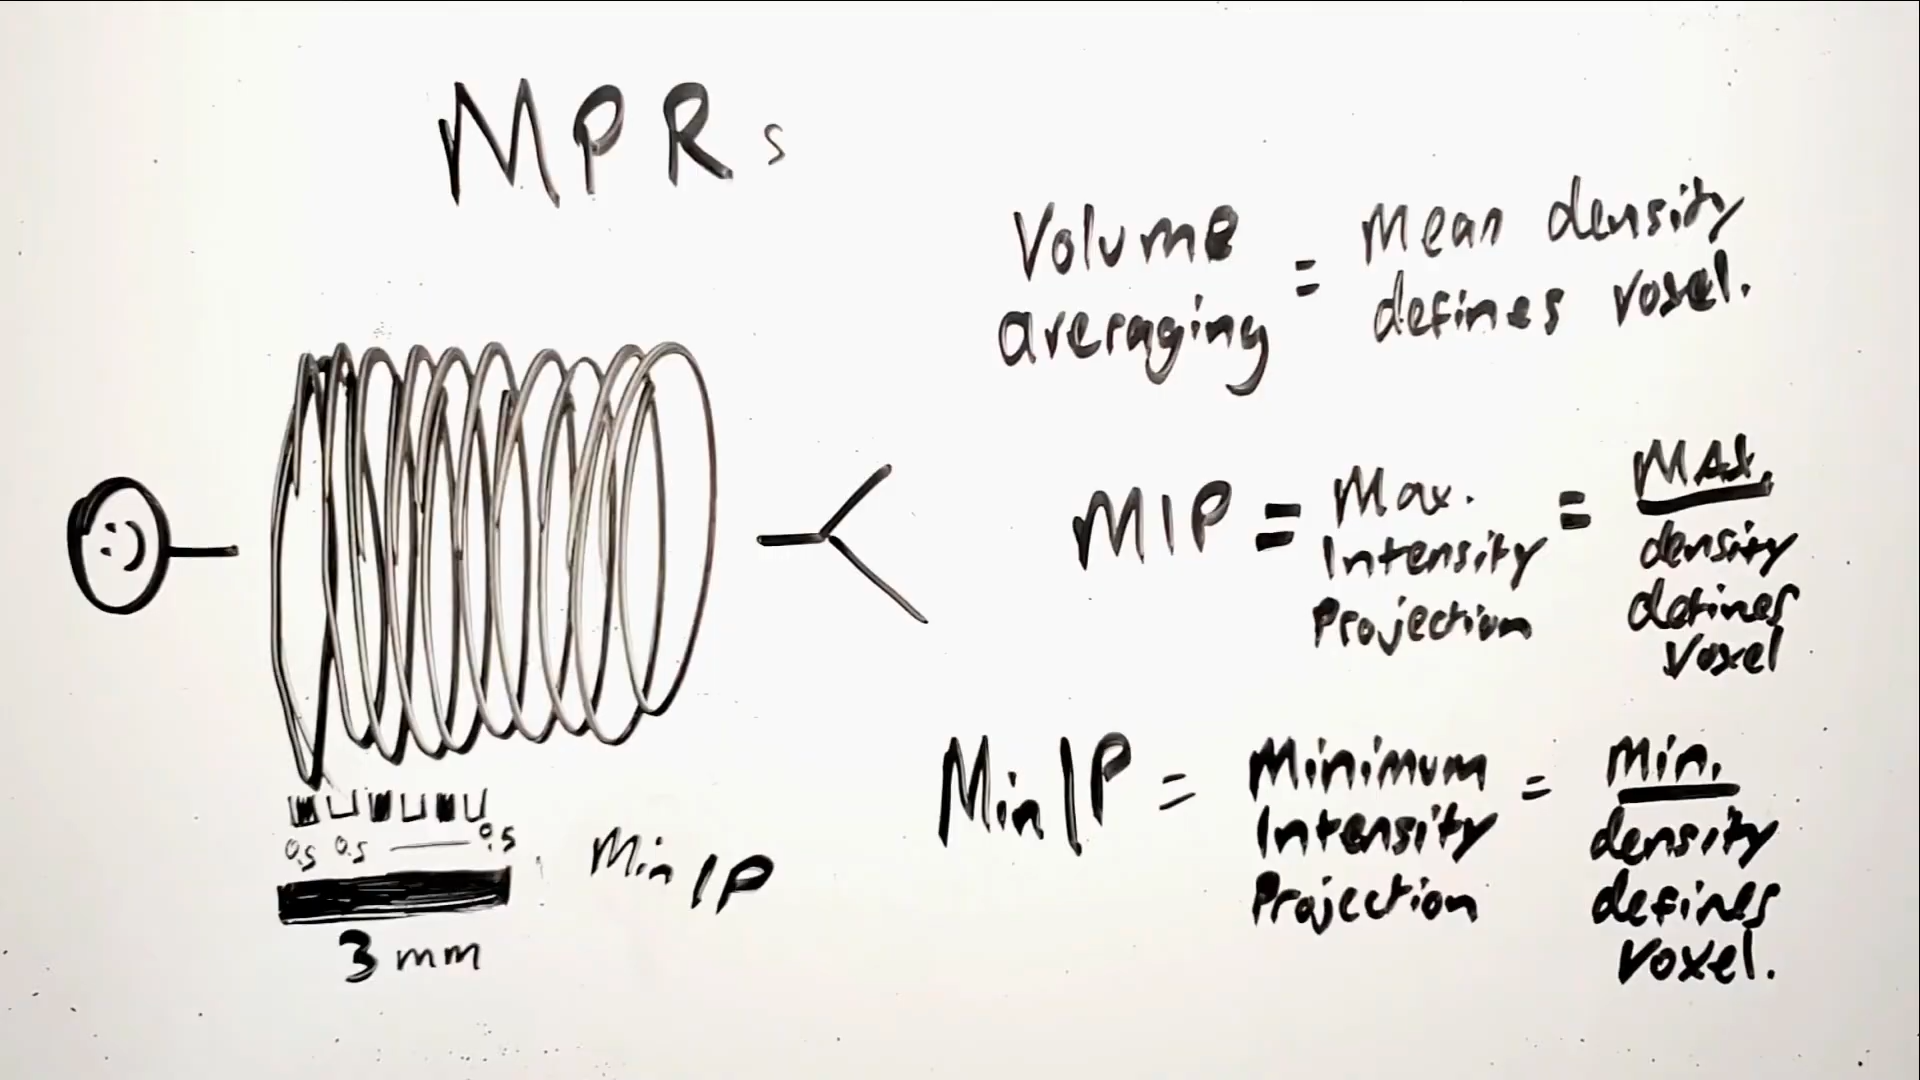 MPRs
Volume
averaging
=
Mean density
defines voxel.
MIP
=
Max.
Intensity
Projection
=
MAX.
density
defines
voxel
MinIP
=
Minimum
Intensity
Projection
=
Min.
density
defines
voxel.
0.5 0.5 — 0.5
MinIP
3 mm